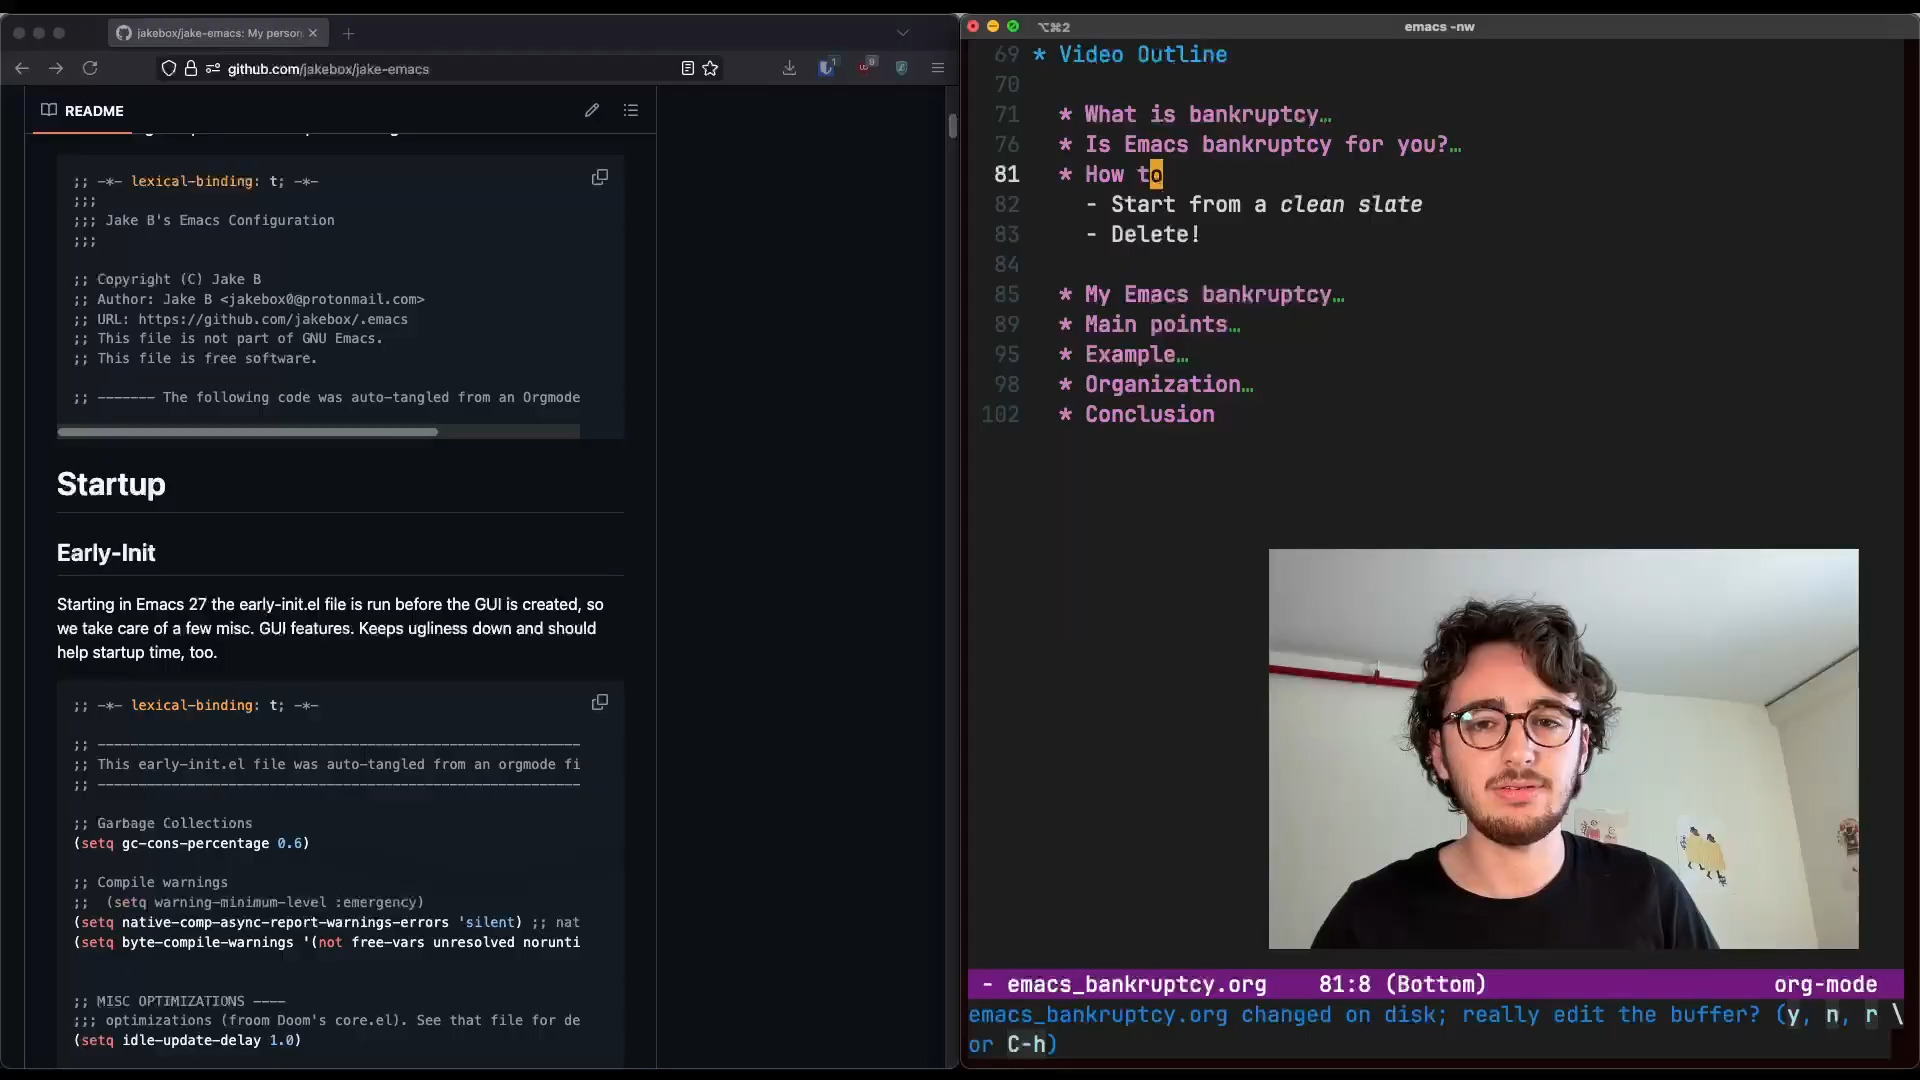 jakebox/jake-emacs: My person
github.com/jakebox/jake-emacs
1
9
README
;; -*- lexical-binding: t; -*-
;;;
;;; Jake B's Emacs Configuration
;;;
;; Copyright (C) Jake B
;; Author: Jake B <jakebox0@protonmail.com>
;; URL: https://github.com/jakebox/.emacs
;; This file is not part of GNU Emacs.
;; This file is free software.
;; ------- The following code was auto-tangled from an Orgmode
Startup
Early-Init
Starting in Emacs 27 the early-init.el file is run before the GUI is created, so
we take care of a few misc. GUI features. Keeps ugliness down and should
help startup time, too.
;; -*- lexical-binding: t; -*-
;; -----------------------------------------------------------
;; This early-init.el file was auto-tangled from an orgmode fi
;; -----------------------------------------------------------
;; Garbage Collections
(setq gc-cons-percentage 0.6)
;; Compile warnings
;;  (setq warning-minimum-level :emergency)
(setq native-comp-async-report-warnings-errors 'silent) ;; nat
(setq byte-compile-warnings '(not free-vars unresolved norunti
;; MISC OPTIMIZATIONS ----
;;; optimizations (froom Doom's core.el). See that file for de
(setq idle-update-delay 1.0)
⌥⌘2
emacs -nw
69 * Video Outline
70
71 * What is bankruptcy…
76 * Is Emacs bankruptcy for you?…
81 * How to
82 - Start from a clean slate
83 - Delete!
84
85 * My Emacs bankruptcy…
89 * Main points…
95 * Example…
98 * Organization…
102 * Conclusion
- emacs_bankruptcy.org 81:8 (Bottom) org-mode
emacs_bankruptcy.org changed on disk; really edit the buffer? (y, n, r \
or C-h)